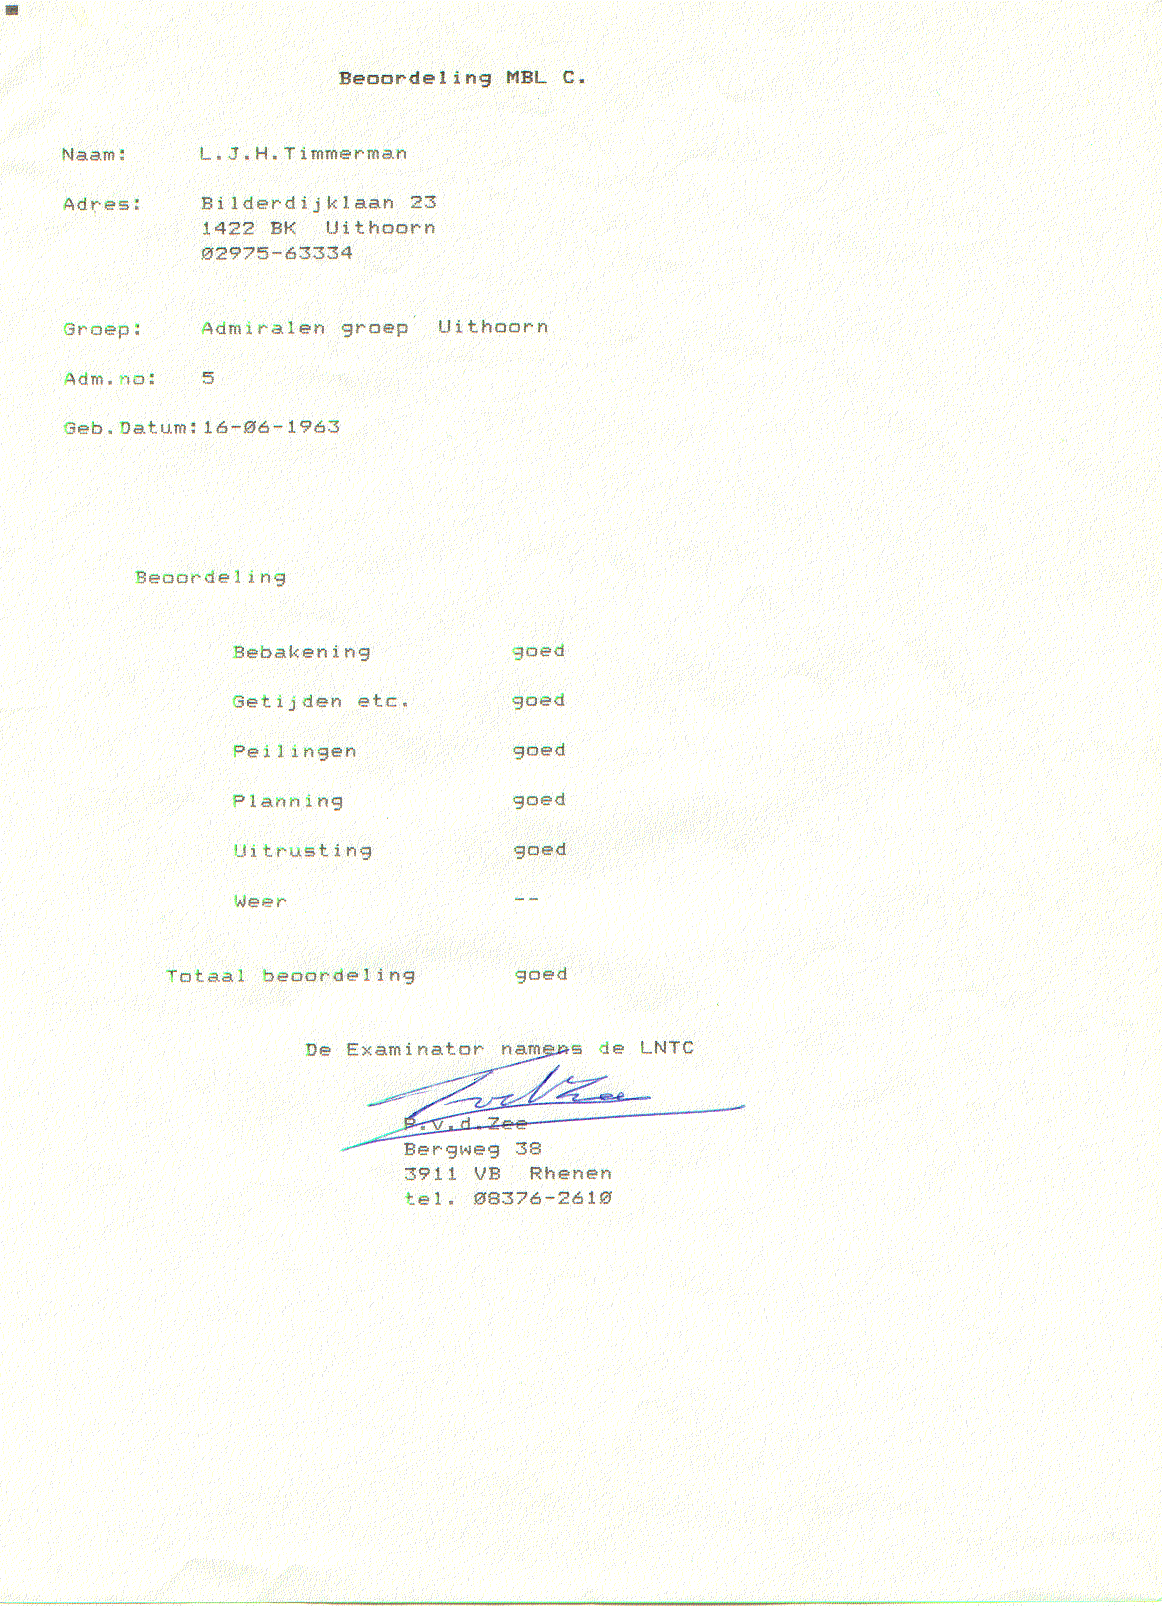 Beoordeling MBL C.
Naam: L.J.H.Timmerman
Adres: Bilderdijklaan 23
1422 BK Uithoorn
02975-63334
Groep: Admiralen groep Uithoorn
Adm.no: 5
Geb.Datum:16-06-1963
Beoordeling
Bebakening goed
Getijden etc. goed
Peilingen goed
Planning goed
Uitrusting goed
Weer --
Totaal beoordeling goed
De Examinator namens de LNTC
P.v.d.Zee
Bergweg 38
3911 VB Rhenen
tel. 08376-2610